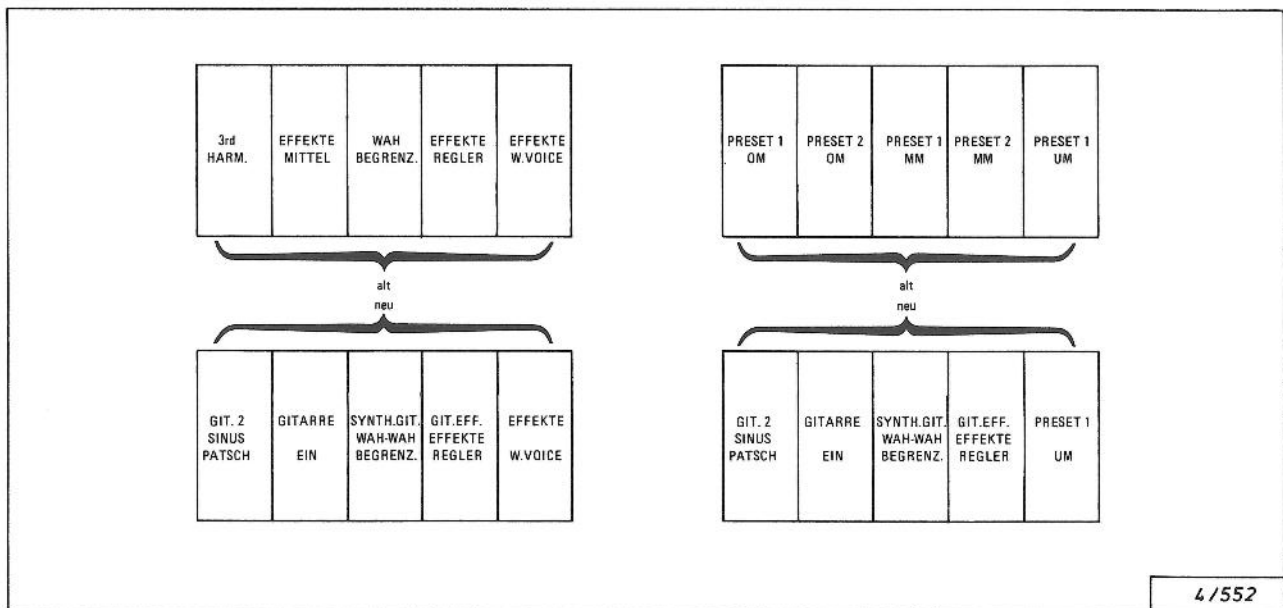 3rd
HARM.
EFFEKTE
MITTEL
WAH
BEGRENZ.
EFFEKTE
REGLER
EFFEKTE
W.VOICE
PRESET 1
OM
PRESET 2
OM
PRESET 1
MM
PRESET 2
MM
PRESET 1
UM
alt
neu
alt
neu
GIT. 2
SINUS
PATSCH
GITARRE
EIN
SYNTH.GIT.
WAH-WAH
BEGRENZ.
GIT.EFF.
EFFEKTE
REGLER
EFFEKTE
W.VOICE
GIT. 2
SINUS
PATSCH
GITARRE
EIN
SYNTH.GIT.
WAH-WAH
BEGRENZ.
GIT.EFF.
EFFEKTE
REGLER
PRESET 1
UM
4/552